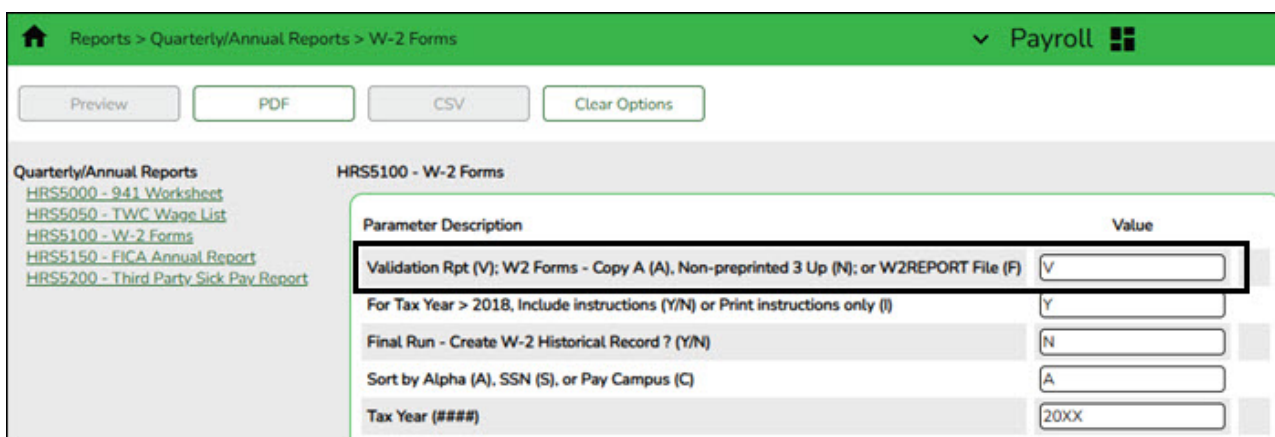 Reports > Quarterly/Annual Reports > W-2 Forms
Payroll
Preview
PDF
CSV
Clear Options
Quarterly/Annual Reports
HRS5000 - 941 Worksheet
HRS5050 - TWC Wage List
HRS5100 - W-2 Forms
HRS5150 - FICA Annual Report
HRS5200 - Third Party Sick Pay Report
HRS5100 - W-2 Forms
Parameter Description Value
Validation Rpt (V); W2 Forms - Copy A (A), Non-preprinted 3 Up (N); or W2REPORT File (F) V
For Tax Year > 2018, Include instructions (Y/N) or Print instructions only (I) Y
Final Run - Create W-2 Historical Record ? (Y/N) N
Sort by Alpha (A), SSN (S), or Pay Campus (C) A
Tax Year (####) 20XX